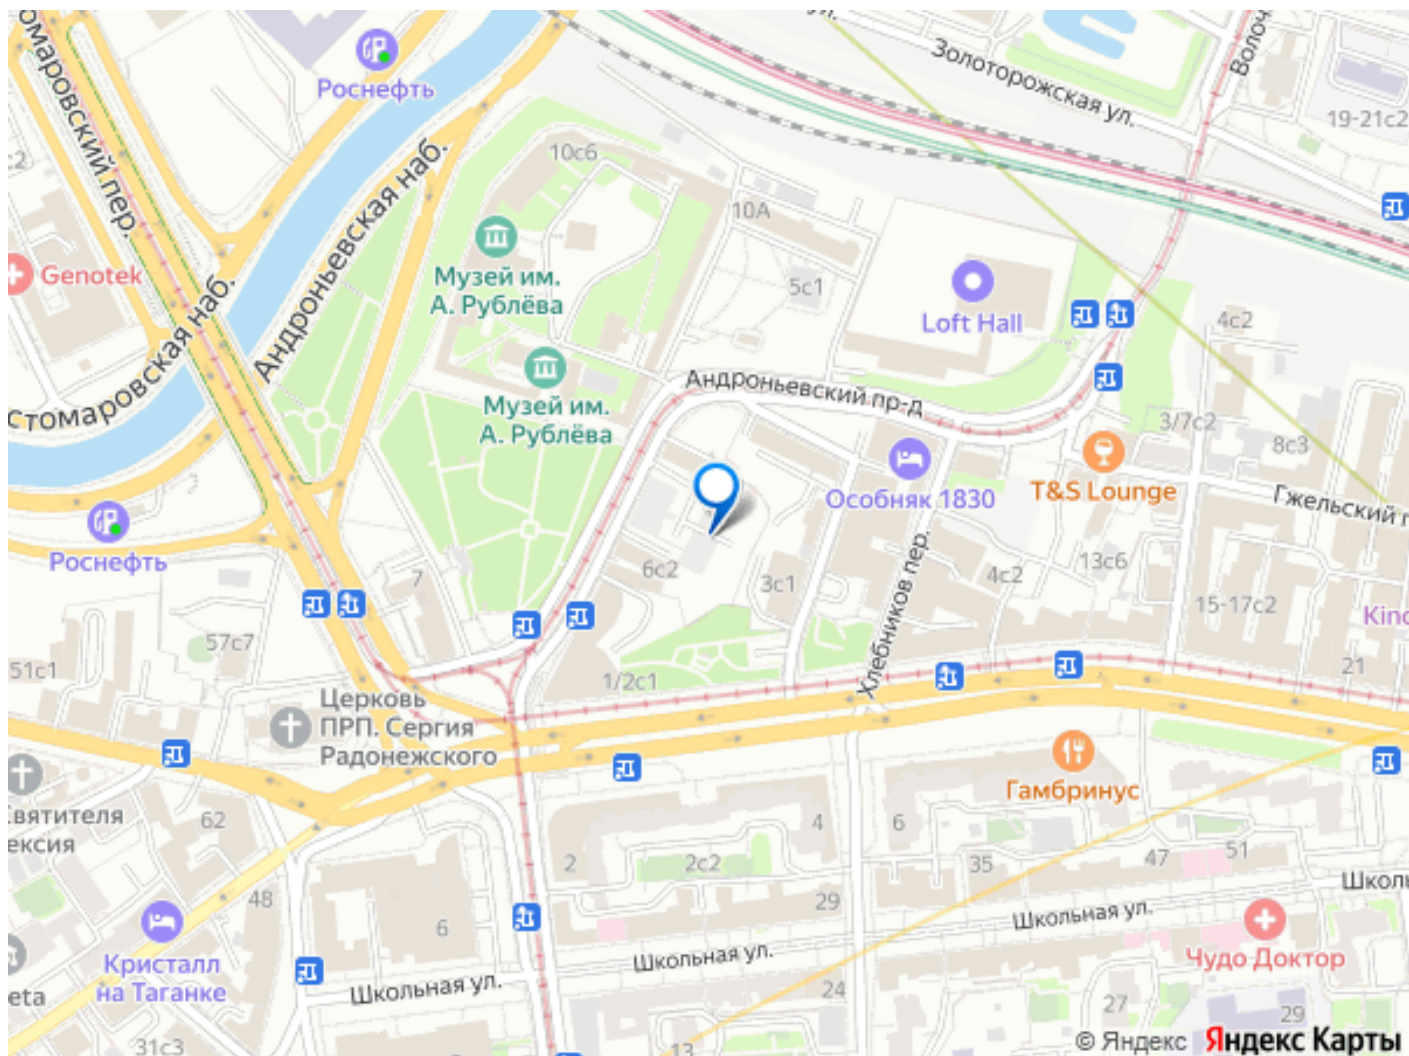 Роснефть
Золоторожская ул.
Волоч
19-21с2
10с6
10А
Андроньевская наб.
Genotek
Музей им.
А. Рублёва
5с1
Loft Hall
4с2
Музей им.
А. Рублёва
Андроньевский пр-д
3/7с2
8с3
Особняк 1830
T&S Lounge
Гжельский п
Роснефть
6с2
7
3с1
Хлебников пер.
4с2
13с6
15-17с2
Kinc
57с7
51с1
1/2с1
21
Церковь
ПРП. Сергия
Радонежского
Гамбринус
вятителя
ексия
62
2
2с2
4
6
35
47
51
Школь
48
6
29
Школьная ул.
Школьная ул.
Школьная ул.
Кристалл
на Таганке
eta
Чудо Доктор
24
27
29
31с3
13
© Яндекс Яндекс Карты